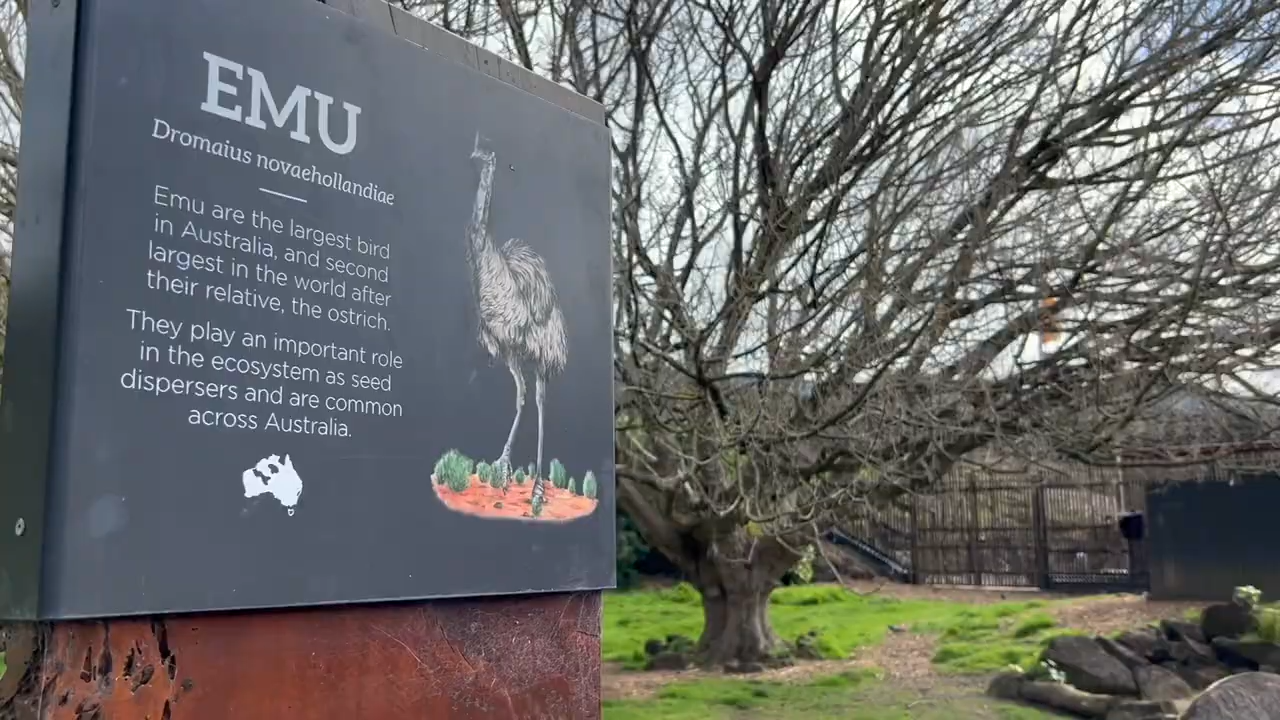 EMU
Dromaius novaehollandiae
Emu are the largest bird
in Australia, and second
largest in the world after
their relative, the ostrich.
They play an important role
in the ecosystem as seed
dispersers and are common
across Australia.